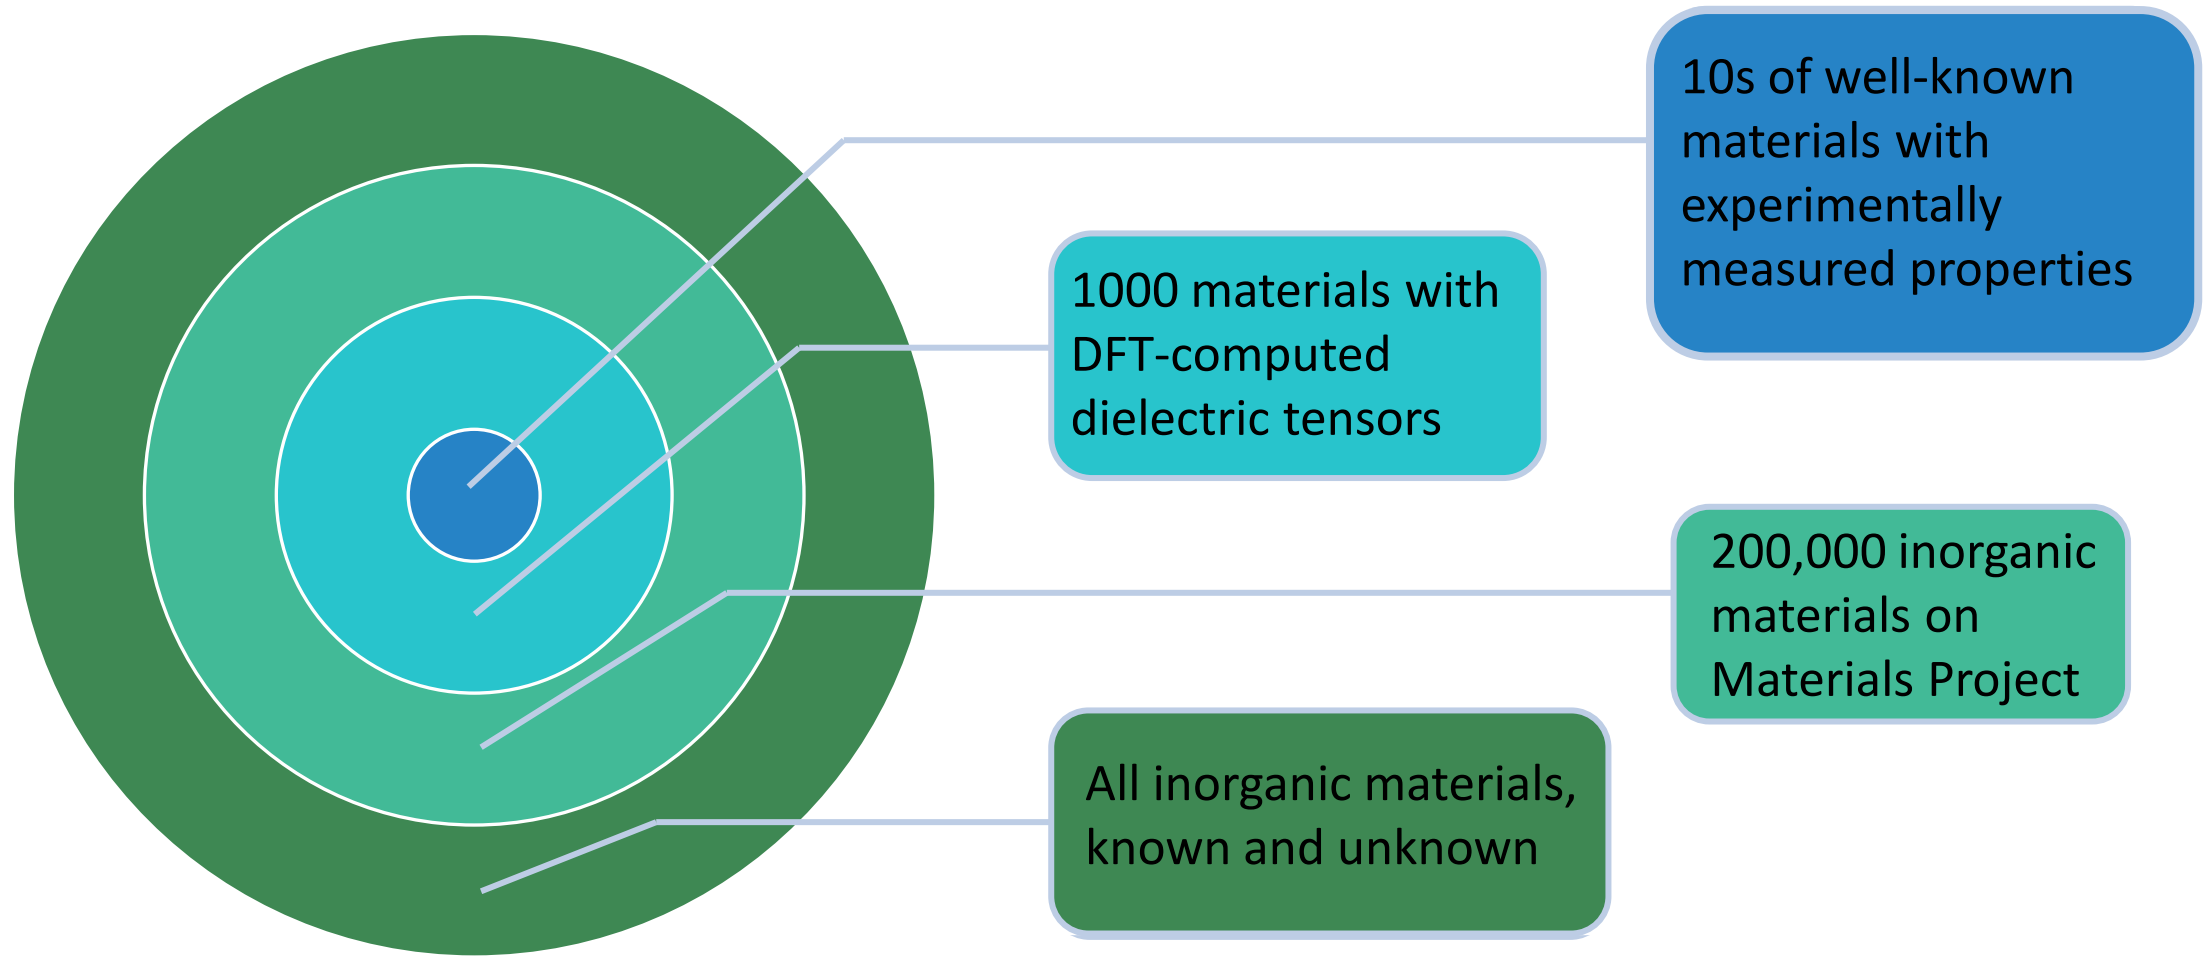 10s of well-known
materials with
experimentally
measured properties
1000 materials with
DFT-computed
dielectric tensors
200,000 inorganic
materials on
Materials Project
All inorganic materials,
known and unknown